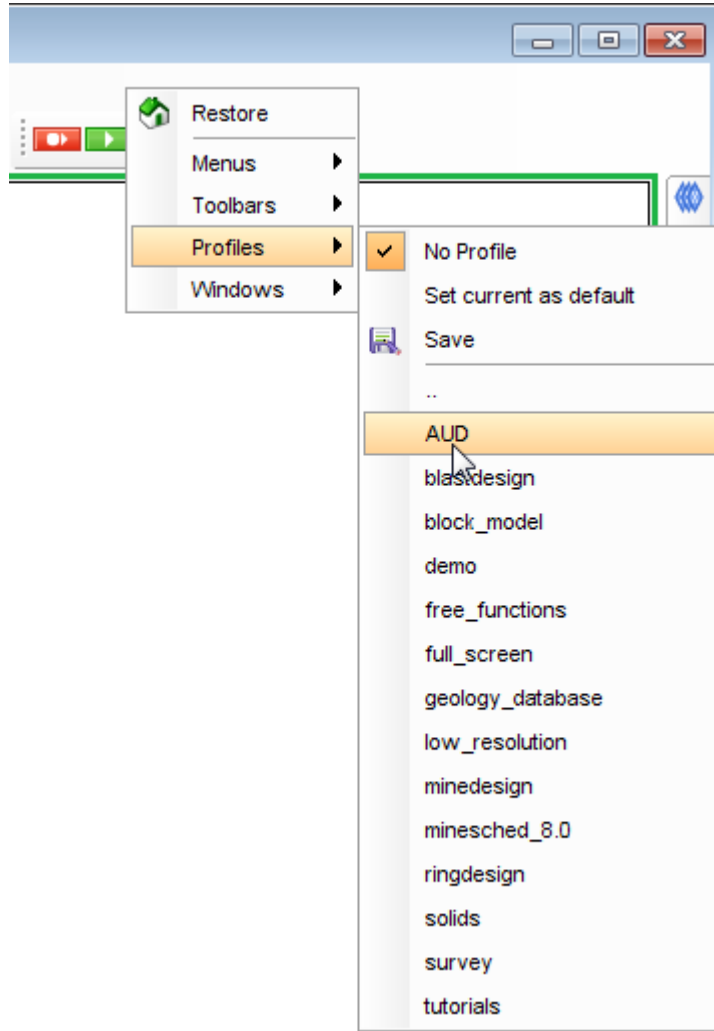 Restore
Menus
Toolbars
Profiles
Windows
No Profile
Set current as default
Save
..
AUD
blastdesign
block_model
demo
free_functions
full_screen
geology_database
low_resolution
minedesign
minesched_8.0
ringdesign
solids
survey
tutorials